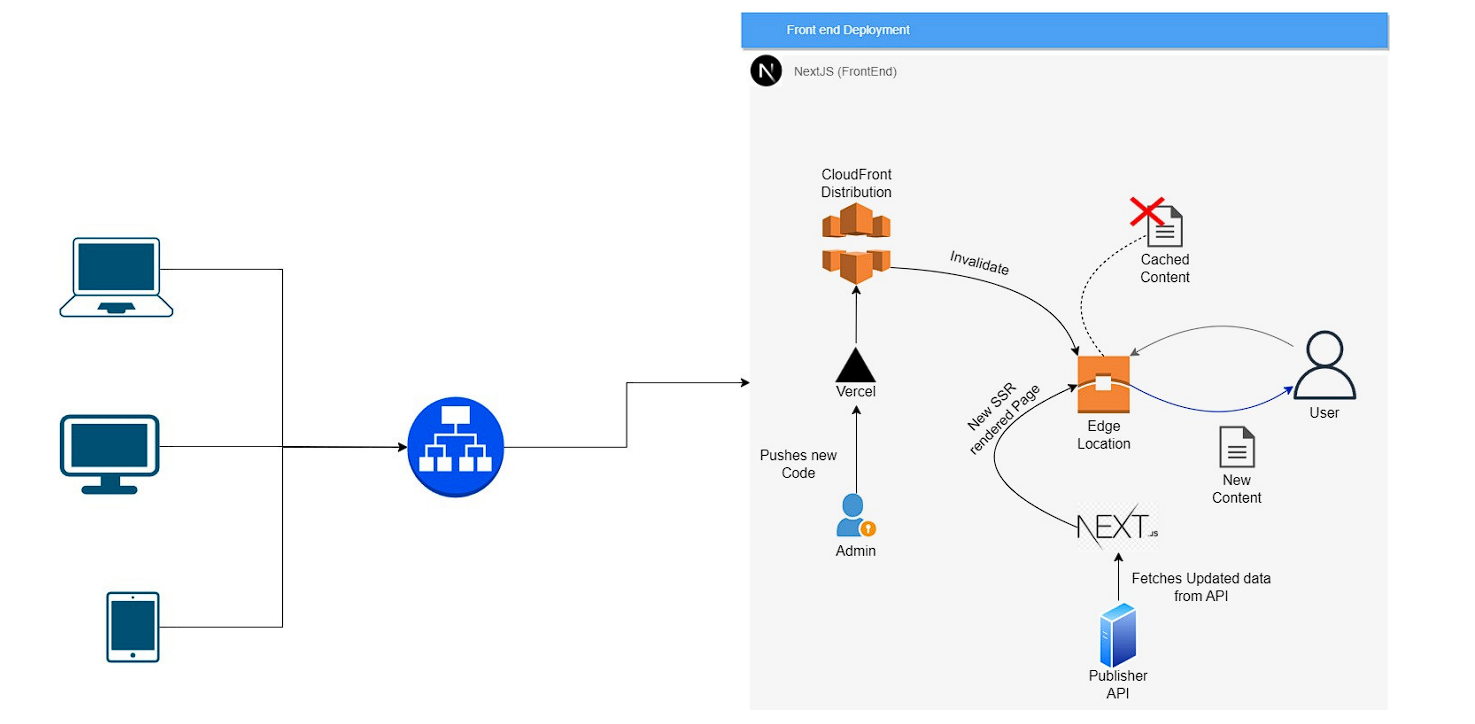 Front end Deployment
N
NextJS (FrontEnd)
CloudFront
Distribution
Invalidate
Cached
Content
Vercel
New SSR
rendered Page
Edge
Location
User
Pushes new
Code
New
Content
Admin
NEXT.JS
Fetches Updated data
from API
Publisher
API